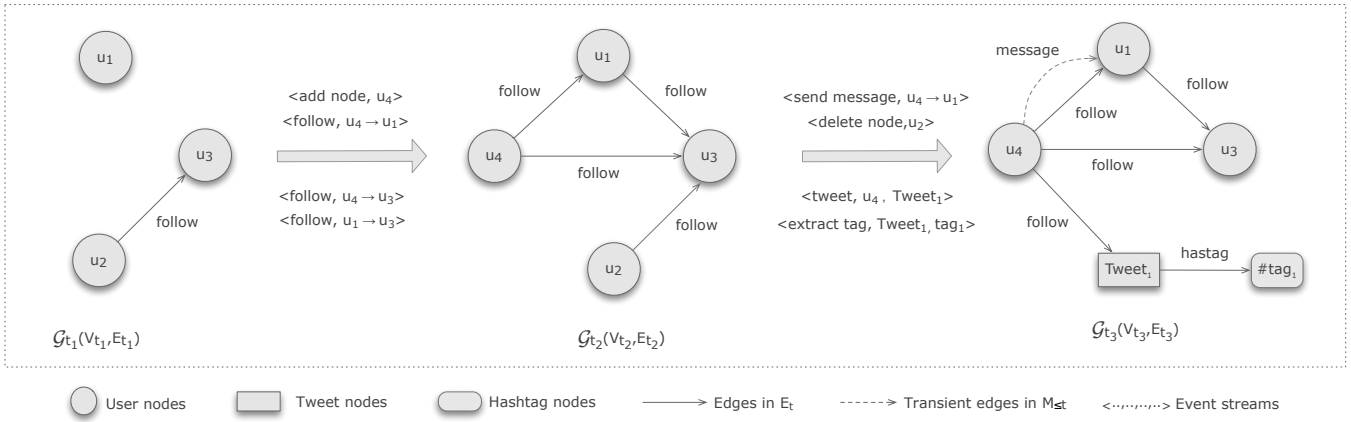 u₁
u₃
follow
u₂
𝒢t₁(Vt₁,Et₁)
<add node, u₄>
<follow, u₄ → u₁>
<follow, u₄ → u₃>
<follow, u₁ → u₃>
u₁
follow
follow
u₄
u₃
follow
follow
u₂
𝒢t₂(Vt₂,Et₂)
<send message, u₄ → u₁>
<delete node,u₂>
<tweet, u₄ , Tweet₁>
<extract tag, Tweet₁, tag₁>
message
u₁
follow
follow
u₄
u₃
follow
follow
hastag
Tweet₁
#tag₁
𝒢t₃(Vt₃,Et₃)
User nodes
Tweet nodes
Hashtag nodes
Edges in Eₜ
Transient edges in M≤t
<··,··,··,··> Event streams